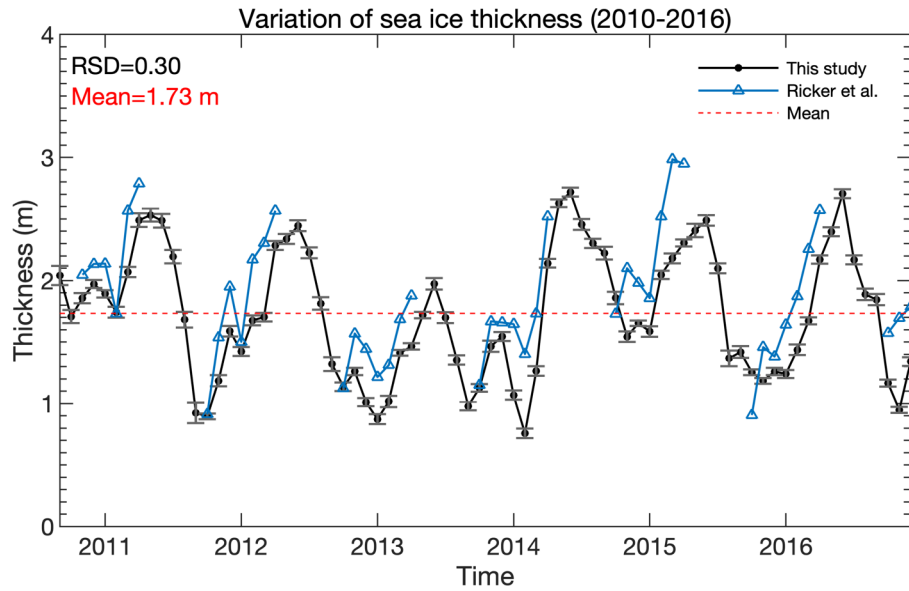 Variation of sea ice thickness (2010-2016)
RSD=0.30
Mean=1.73 m
This study
Ricker et al.
Mean
4
3
2
1
0
Thickness (m)
2011 2012 2013 2014 2015 2016
Time